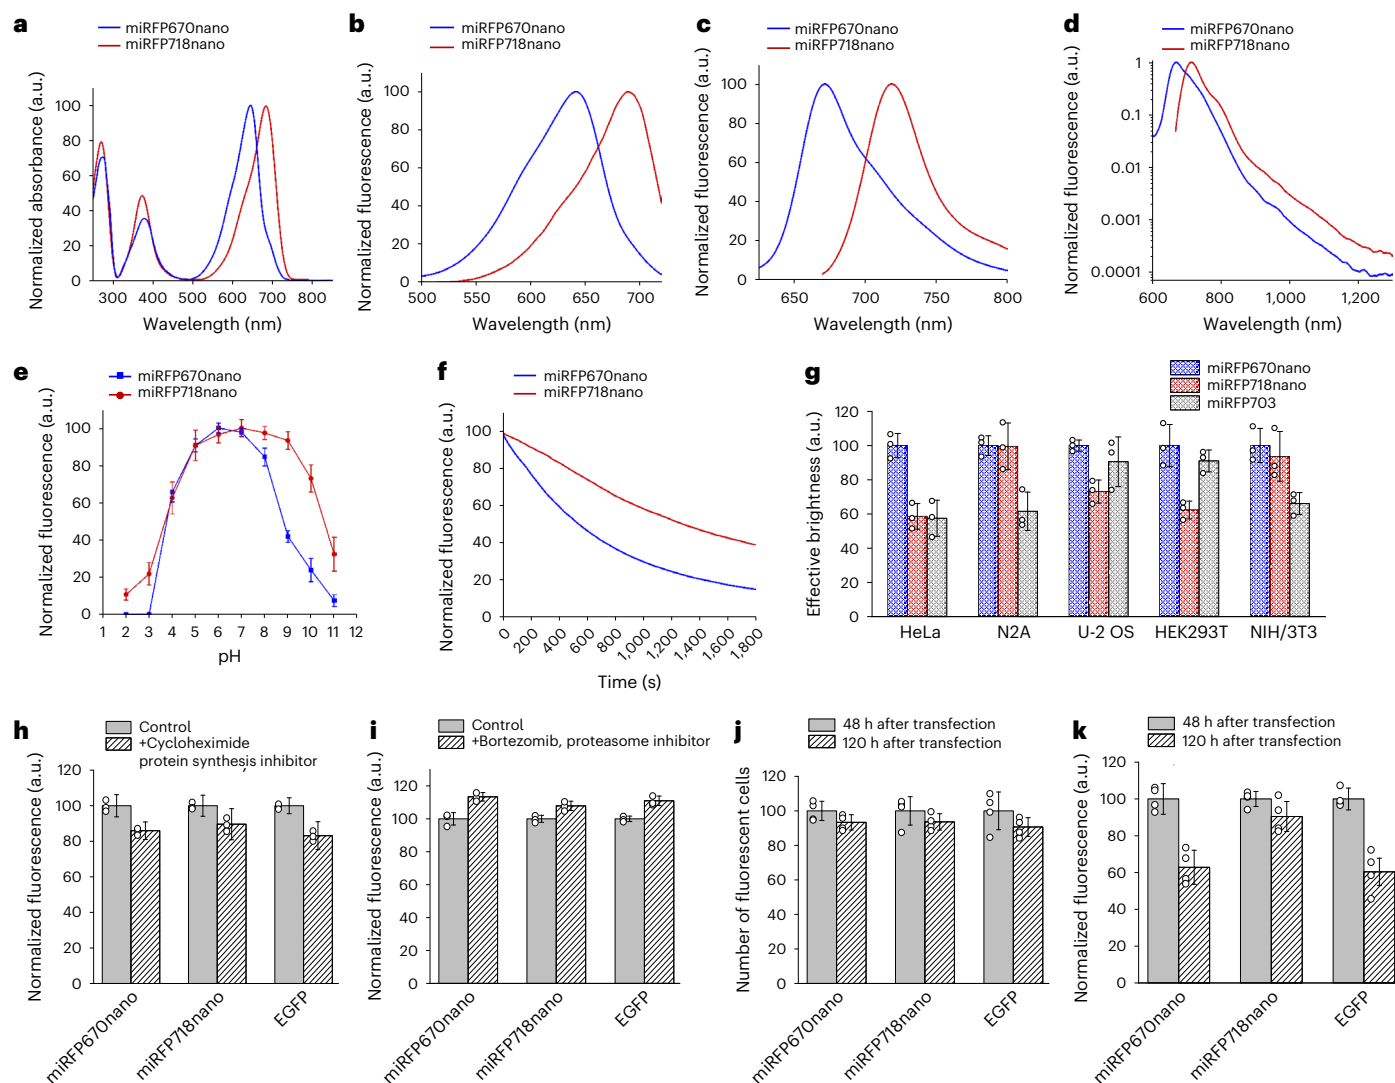 a
miRFP670nano
miRFP718nano
Normalized absorbance (a.u.)
100
80
60
40
20
0
300 400 500 600 700 800
Wavelength (nm)
b
miRFP670nano
miRFP718nano
Normalized fluorescence (a.u.)
100
80
60
40
20
0
500 550 600 650 700
Wavelength (nm)
c
miRFP670nano
miRFP718nano
Normalized fluorescence (a.u.)
100
80
60
40
20
0
650 700 750 800
Wavelength (nm)
d
miRFP670nano
miRFP718nano
Normalized fluorescence (a.u.)
1
0.1
0.01
0.001
0.0001
600 800 1,000 1,200
Wavelength (nm)
e
miRFP670nano
miRFP718nano
Normalized fluorescence (a.u.)
100
80
60
40
20
0
1 2 3 4 5 6 7 8 9 10 11 12
pH
f
miRFP670nano
miRFP718nano
Normalized fluorescence (a.u.)
100
80
60
40
20
0
0 200 400 600 800 1,000 1,200 1,400 1,600 1,800
Time (s)
g
miRFP670nano
miRFP718nano
miRFP703
Effective brightness (a.u.)
120
100
80
60
40
20
0
HeLa N2A U-2 OS HEK293T NIH/3T3
h
Control
+Cycloheximide
protein synthesis inhibitor
Normalized fluorescence (a.u.)
120
100
80
60
40
20
0
miRFP670nano miRFP718nano EGFP
i
Control
+Bortezomib, proteasome inhibitor
Normalized fluorescence (a.u.)
120
100
80
60
40
20
0
miRFP670nano miRFP718nano EGFP
j
48 h after transfection
120 h after transfection
Number of fluorescent cells
120
100
80
60
40
20
0
miRFP670nano miRFP718nano EGFP
k
48 h after transfection
120 h after transfection
Normalized fluorescence (a.u.)
120
100
80
60
40
20
0
miRFP670nano miRFP718nano EGFP